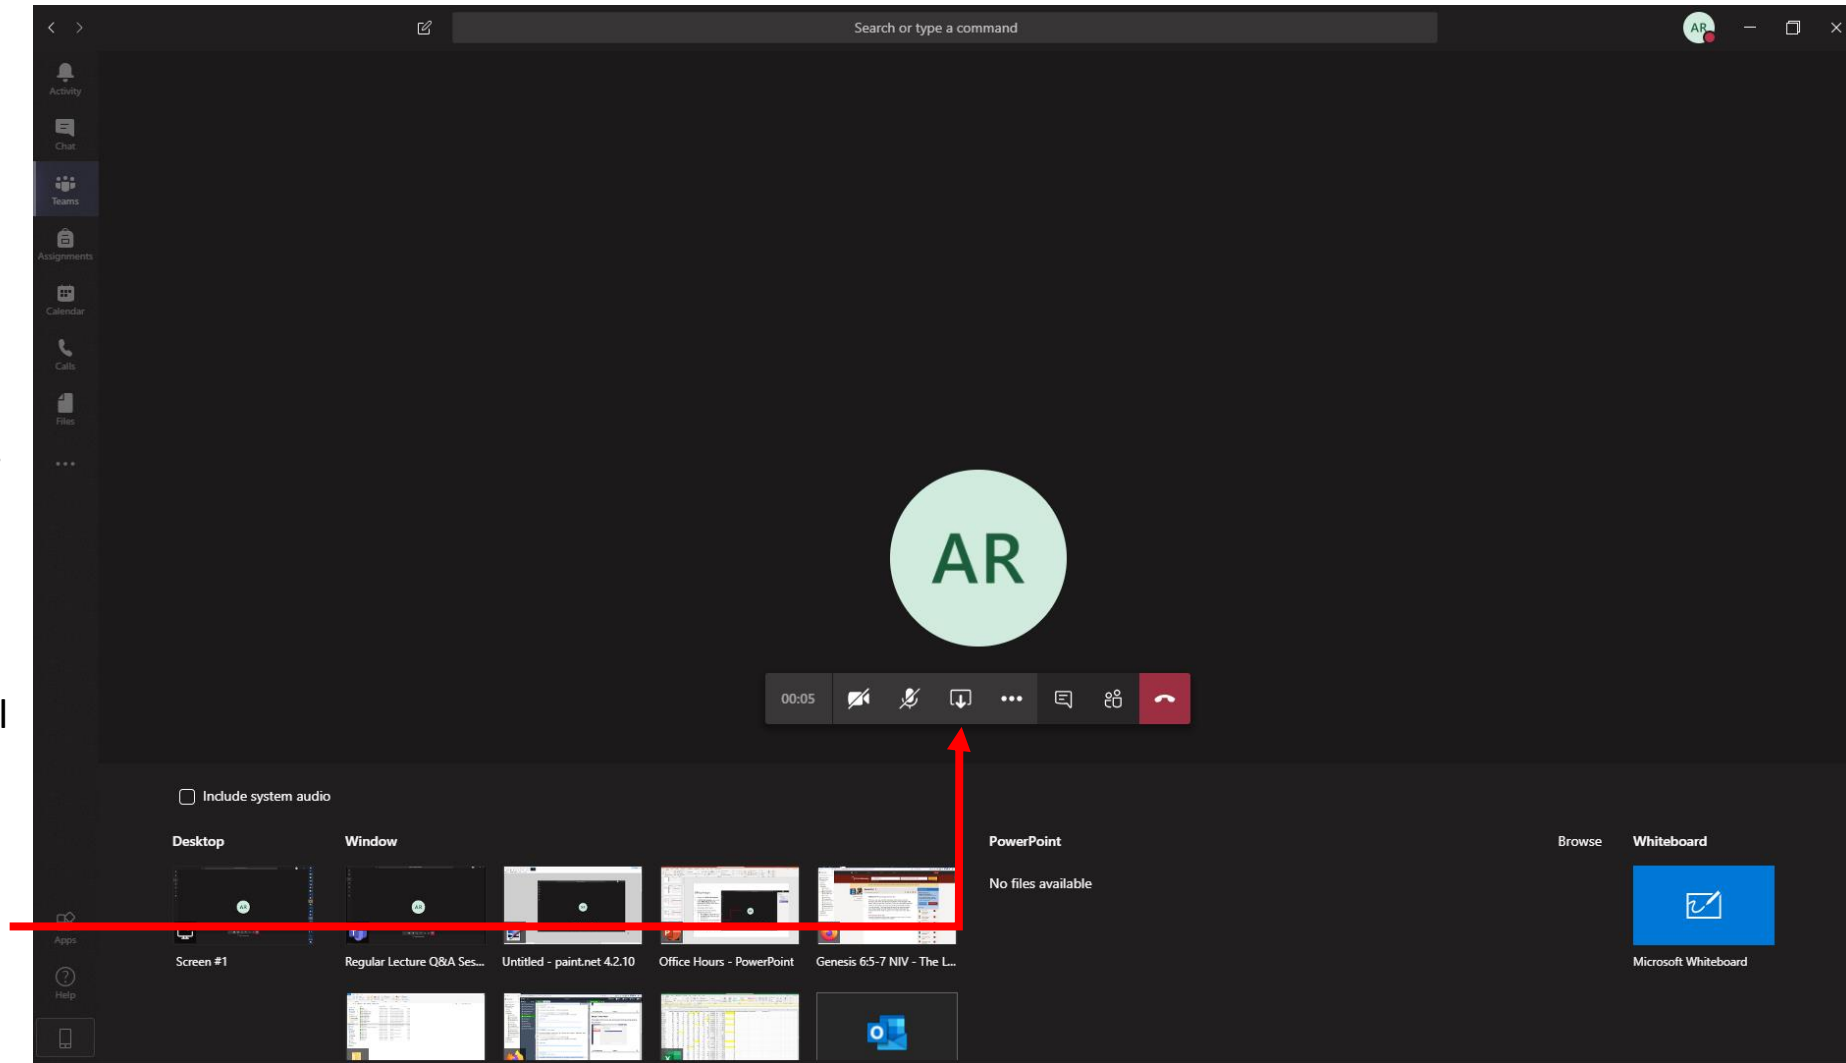 Search or type a command
AR
Activity
Chat
Teams
Assignments
Calendar
Calls
Files
AR
00:05
Include system audio
Desktop
Window
PowerPoint
Browse
Whiteboard
No files available
Apps
Screen #1
Regular Lecture Q&A Ses...
Untitled - paint.net 4.2.10
Office Hours - PowerPoint
Genesis 6:5-7 NIV - The L...
Microsoft Whiteboard
Help